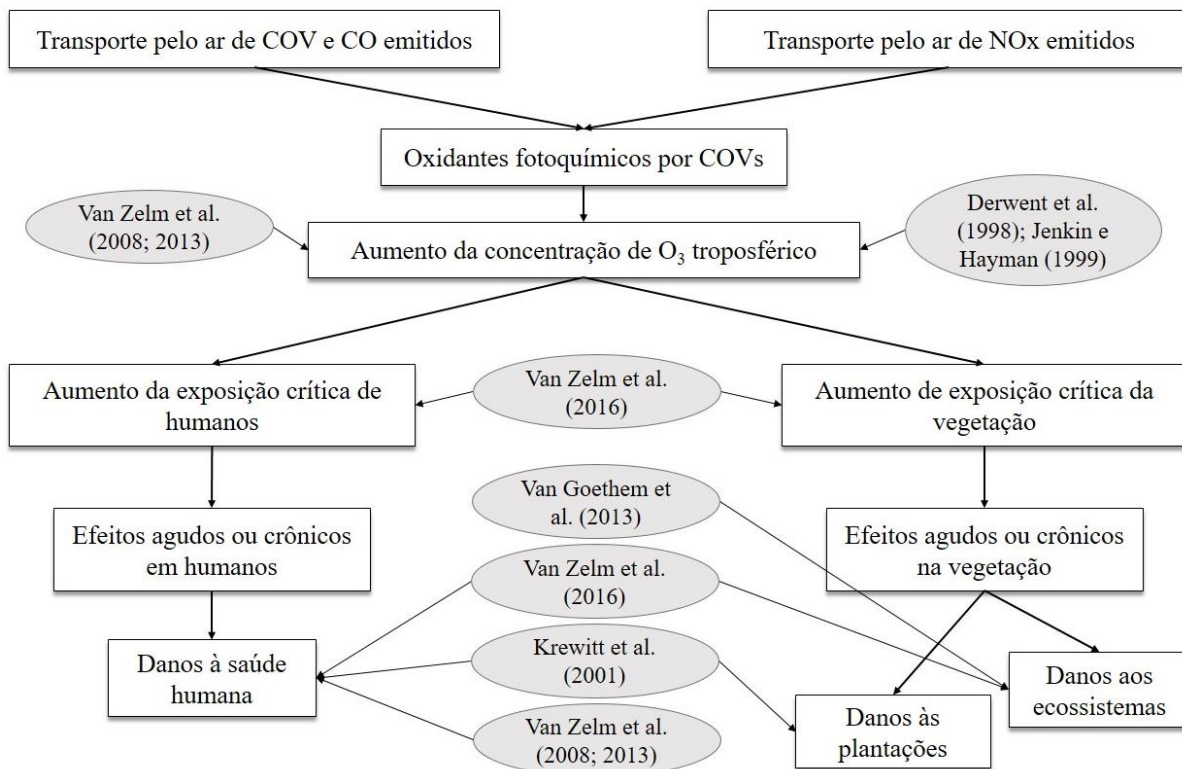 Transporte pelo ar de COV e CO emitidos
Transporte pelo ar de NOx emitidos
Oxidantes fotoquímicos por COVs
Van Zelm et al.
(2008; 2013)
Aumento da concentração de O₃ troposférico
Derwent et al.
(1998); Jenkin e
Hayman (1999)
Aumento da exposição crítica de
humanos
Van Zelm et al.
(2016)
Aumento de exposição crítica da
vegetação
Van Goethem et
al. (2013)
Efeitos agudos ou crônicos
em humanos
Efeitos agudos ou crônicos
na vegetação
Van Zelm et al.
(2016)
Krewitt et al.
(2001)
Danos à saúde
humana
Danos aos
ecossistemas
Van Zelm et al.
(2008; 2013)
Danos às
plantações